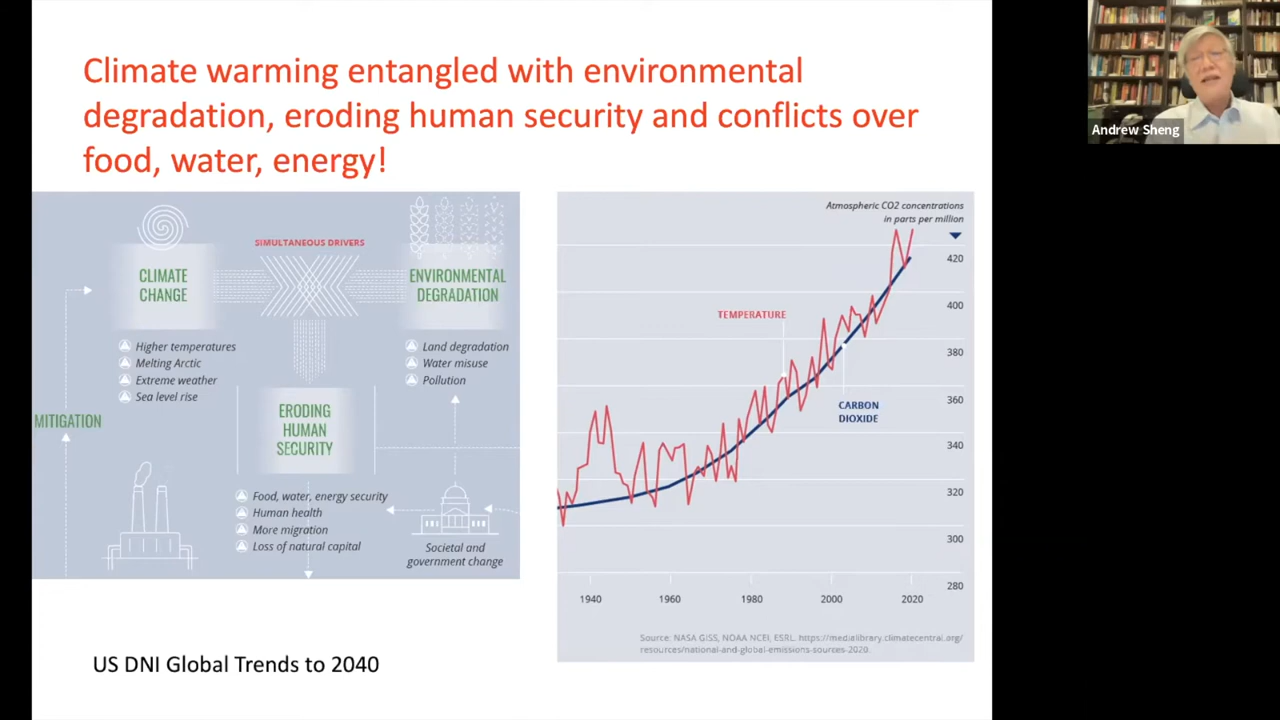 Climate warming entangled with environmental
degradation, eroding human security and conflicts over
food, water, energy!
SIMULTANEOUS DRIVERS
CLIMATE
CHANGE
ENVIRONMENTAL
DEGRADATION
Higher temperatures
Melting Arctic
Extreme weather
Sea level rise
Land degradation
Water misuse
Pollution
MITIGATION
ERODING
HUMAN
SECURITY
Food, water, energy security
Human health
More migration
Loss of natural capital
Societal and
government change
Atmospheric CO2 concentrations
in parts per million
420
400
380
360
340
320
300
280
TEMPERATURE
CARBON
DIOXIDE
1940
1960
1980
2000
2020
Source: NASA GISS, NOAA NCEI, ESRL. https://medialibrary.climatecentral.org/
resources/national-and-global-emissions-sources-2020.
US DNI Global Trends to 2040
Andrew Sheng